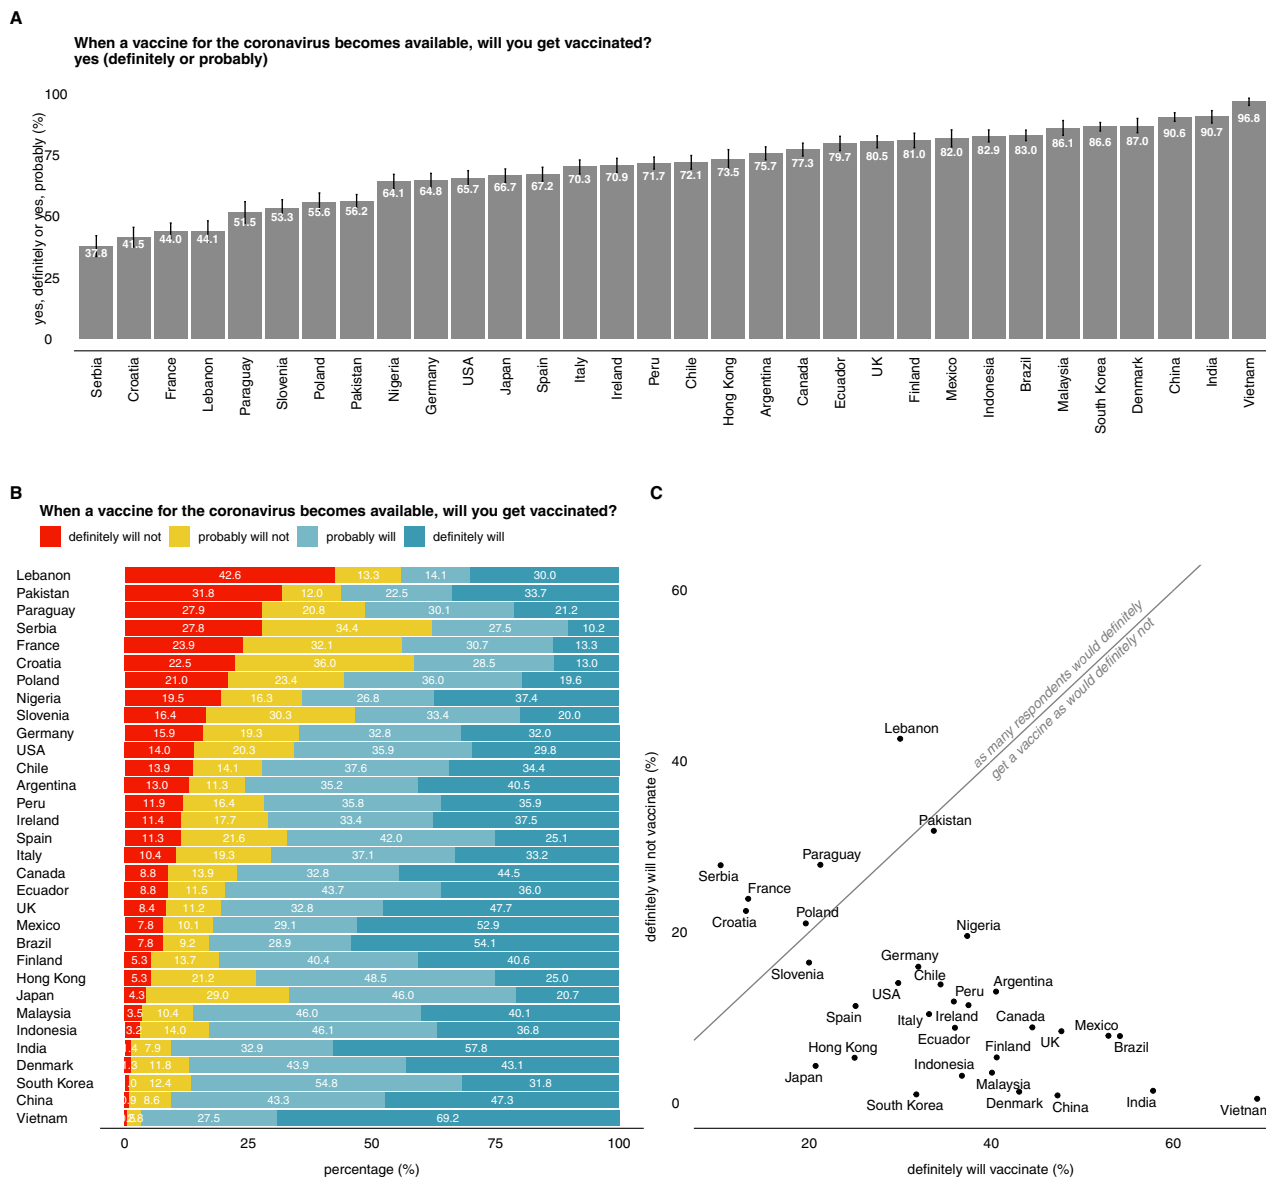 A
When a vaccine for the coronavirus becomes available, will you get vaccinated?
yes (definitely or probably)
yes, definitely or yes, probably (%)
100
75
50
25
0
37.8 41.5 44.0 44.1 51.5 53.3 55.6 56.2 64.1 64.8 65.7 66.7 67.2 70.3 70.9 71.7 72.1 73.5 75.7 77.3 79.7 80.5 81.0 82.0 82.9 83.0 86.1 86.6 87.0 90.6 90.7 96.8
Serbia Croatia France Lebanon Paraguay Slovenia Poland Pakistan Nigeria Germany USA Japan Spain Italy Ireland Peru Chile Hong Kong Argentina Canada Ecuador UK Finland Mexico Indonesia Brazil Malaysia South Korea Denmark China India Vietnam
B
When a vaccine for the coronavirus becomes available, will you get vaccinated?
definitely will not probably will not probably will definitely will
Lebanon 42.6 13.3 14.1 30.0
Pakistan 31.8 12.0 22.5 33.7
Paraguay 27.9 20.8 30.1 21.2
Serbia 27.8 34.4 27.5 10.2
France 23.9 32.1 30.7 13.3
Croatia 22.5 36.0 28.5 13.0
Poland 21.0 23.4 36.0 19.6
Nigeria 19.5 16.3 26.8 37.4
Slovenia 16.4 30.3 33.4 20.0
Germany 15.9 19.3 32.8 32.0
USA 14.0 20.3 35.9 29.8
Chile 13.9 14.1 37.6 34.4
Argentina 13.0 11.3 35.2 40.5
Peru 11.9 16.4 35.8 35.9
Ireland 11.4 17.7 33.4 37.5
Spain 11.3 21.6 42.0 25.1
Italy 10.4 19.3 37.1 33.2
Canada 8.8 13.9 32.8 44.5
Ecuador 8.8 11.5 43.7 36.0
UK 8.4 11.2 32.8 47.7
Mexico 7.8 10.1 29.1 52.9
Brazil 7.8 9.2 28.9 54.1
Finland 5.3 13.7 40.4 40.6
Hong Kong 5.3 21.2 48.5 25.0
Japan 4.3 29.0 46.0 20.7
Malaysia 3.5 10.4 46.0 40.1
Indonesia 3.2 14.0 46.1 36.8
India 7.9 32.9 57.8
Denmark 11.8 43.9 43.1
South Korea 12.4 54.8 31.8
China 0.9 8.6 43.3 47.3
Vietnam 27.5 69.2
0 25 50 75 100
percentage (%)
C
definitely will not vaccinate (%)
60
40
20
0
as many respondents would definitely
get a vaccine as would definitely not
Lebanon
Pakistan
Paraguay
Serbia
France
Croatia
Poland
Nigeria
Germany
Slovenia
Chile
Argentina
USA
Peru
Spain
Italy
Ireland
Canada
Mexico
Ecuador
UK
Brazil
Hong Kong
Finland
Indonesia
Japan
Malaysia
South Korea
Denmark
China
India
Vietnam
20 40 60
definitely will vaccinate (%)